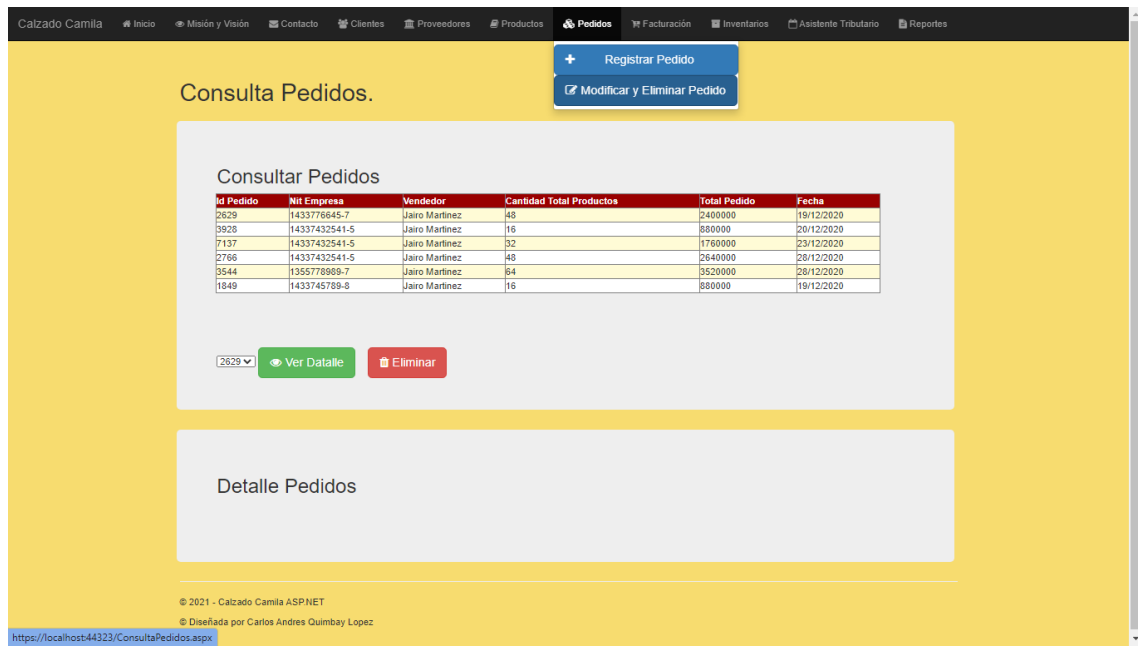 Calzado Camila Inicio Misión y Visión Contacto Clientes Proveedores Productos Pedidos Facturación Inventarios Asistente Tributario Reportes
Registrar Pedido
Modificar y Eliminar Pedido
Consulta Pedidos.
Consultar Pedidos
Id Pedido Nit Empresa Vendedor Cantidad Total Productos Total Pedido Fecha
2629 1433776645-7 Jairo Martinez 48 2400000 19/12/2020
3928 14337432541-5 Jairo Martinez 16 880000 20/12/2020
7137 14337432541-5 Jairo Martinez 32 1760000 23/12/2020
2766 14337432541-5 Jairo Martinez 48 2640000 28/12/2020
3544 1355778989-7 Jairo Martinez 64 3520000 28/12/2020
1849 1433745789-8 Jairo Martinez 16 880000 19/12/2020
2629 Ver Datalle Eliminar
Detalle Pedidos
© 2021 - Calzado Camila ASP.NET
© Diseñada por Carlos Andres Quimbay Lopez
https://localhost:44323/ConsultaPedidos.aspx